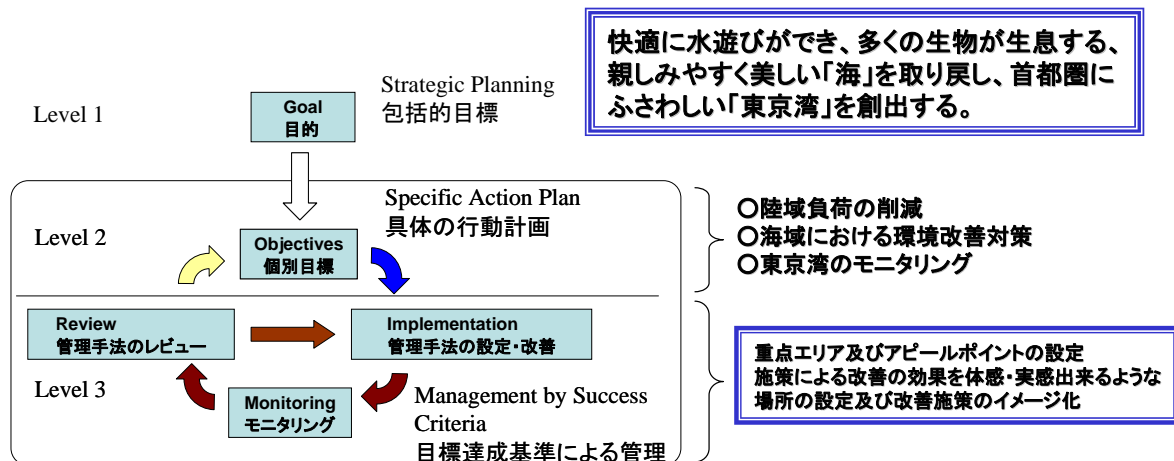 快適に水遊びができ、多くの生物が生息する、
親しみやすく美しい「海」を取り戻し、首都圏に
ふさわしい「東京湾」を創出する。
Level 1
Goal
目的
Strategic Planning
包括的目標
Level 2
Objectives
個別目標
Specific Action Plan
具体の行動計画
○陸域負荷の削減
○海域における環境改善対策
○東京湾のモニタリング
Review
管理手法のレビュー
Implementation
管理手法の設定・改善
Level 3
Monitoring
モニタリング
Management by Success
Criteria
目標達成基準による管理
重点エリア及びアピールポイントの設定
施策による改善の効果を体感・実感出来るような
場所の設定及び改善施策のイメージ化